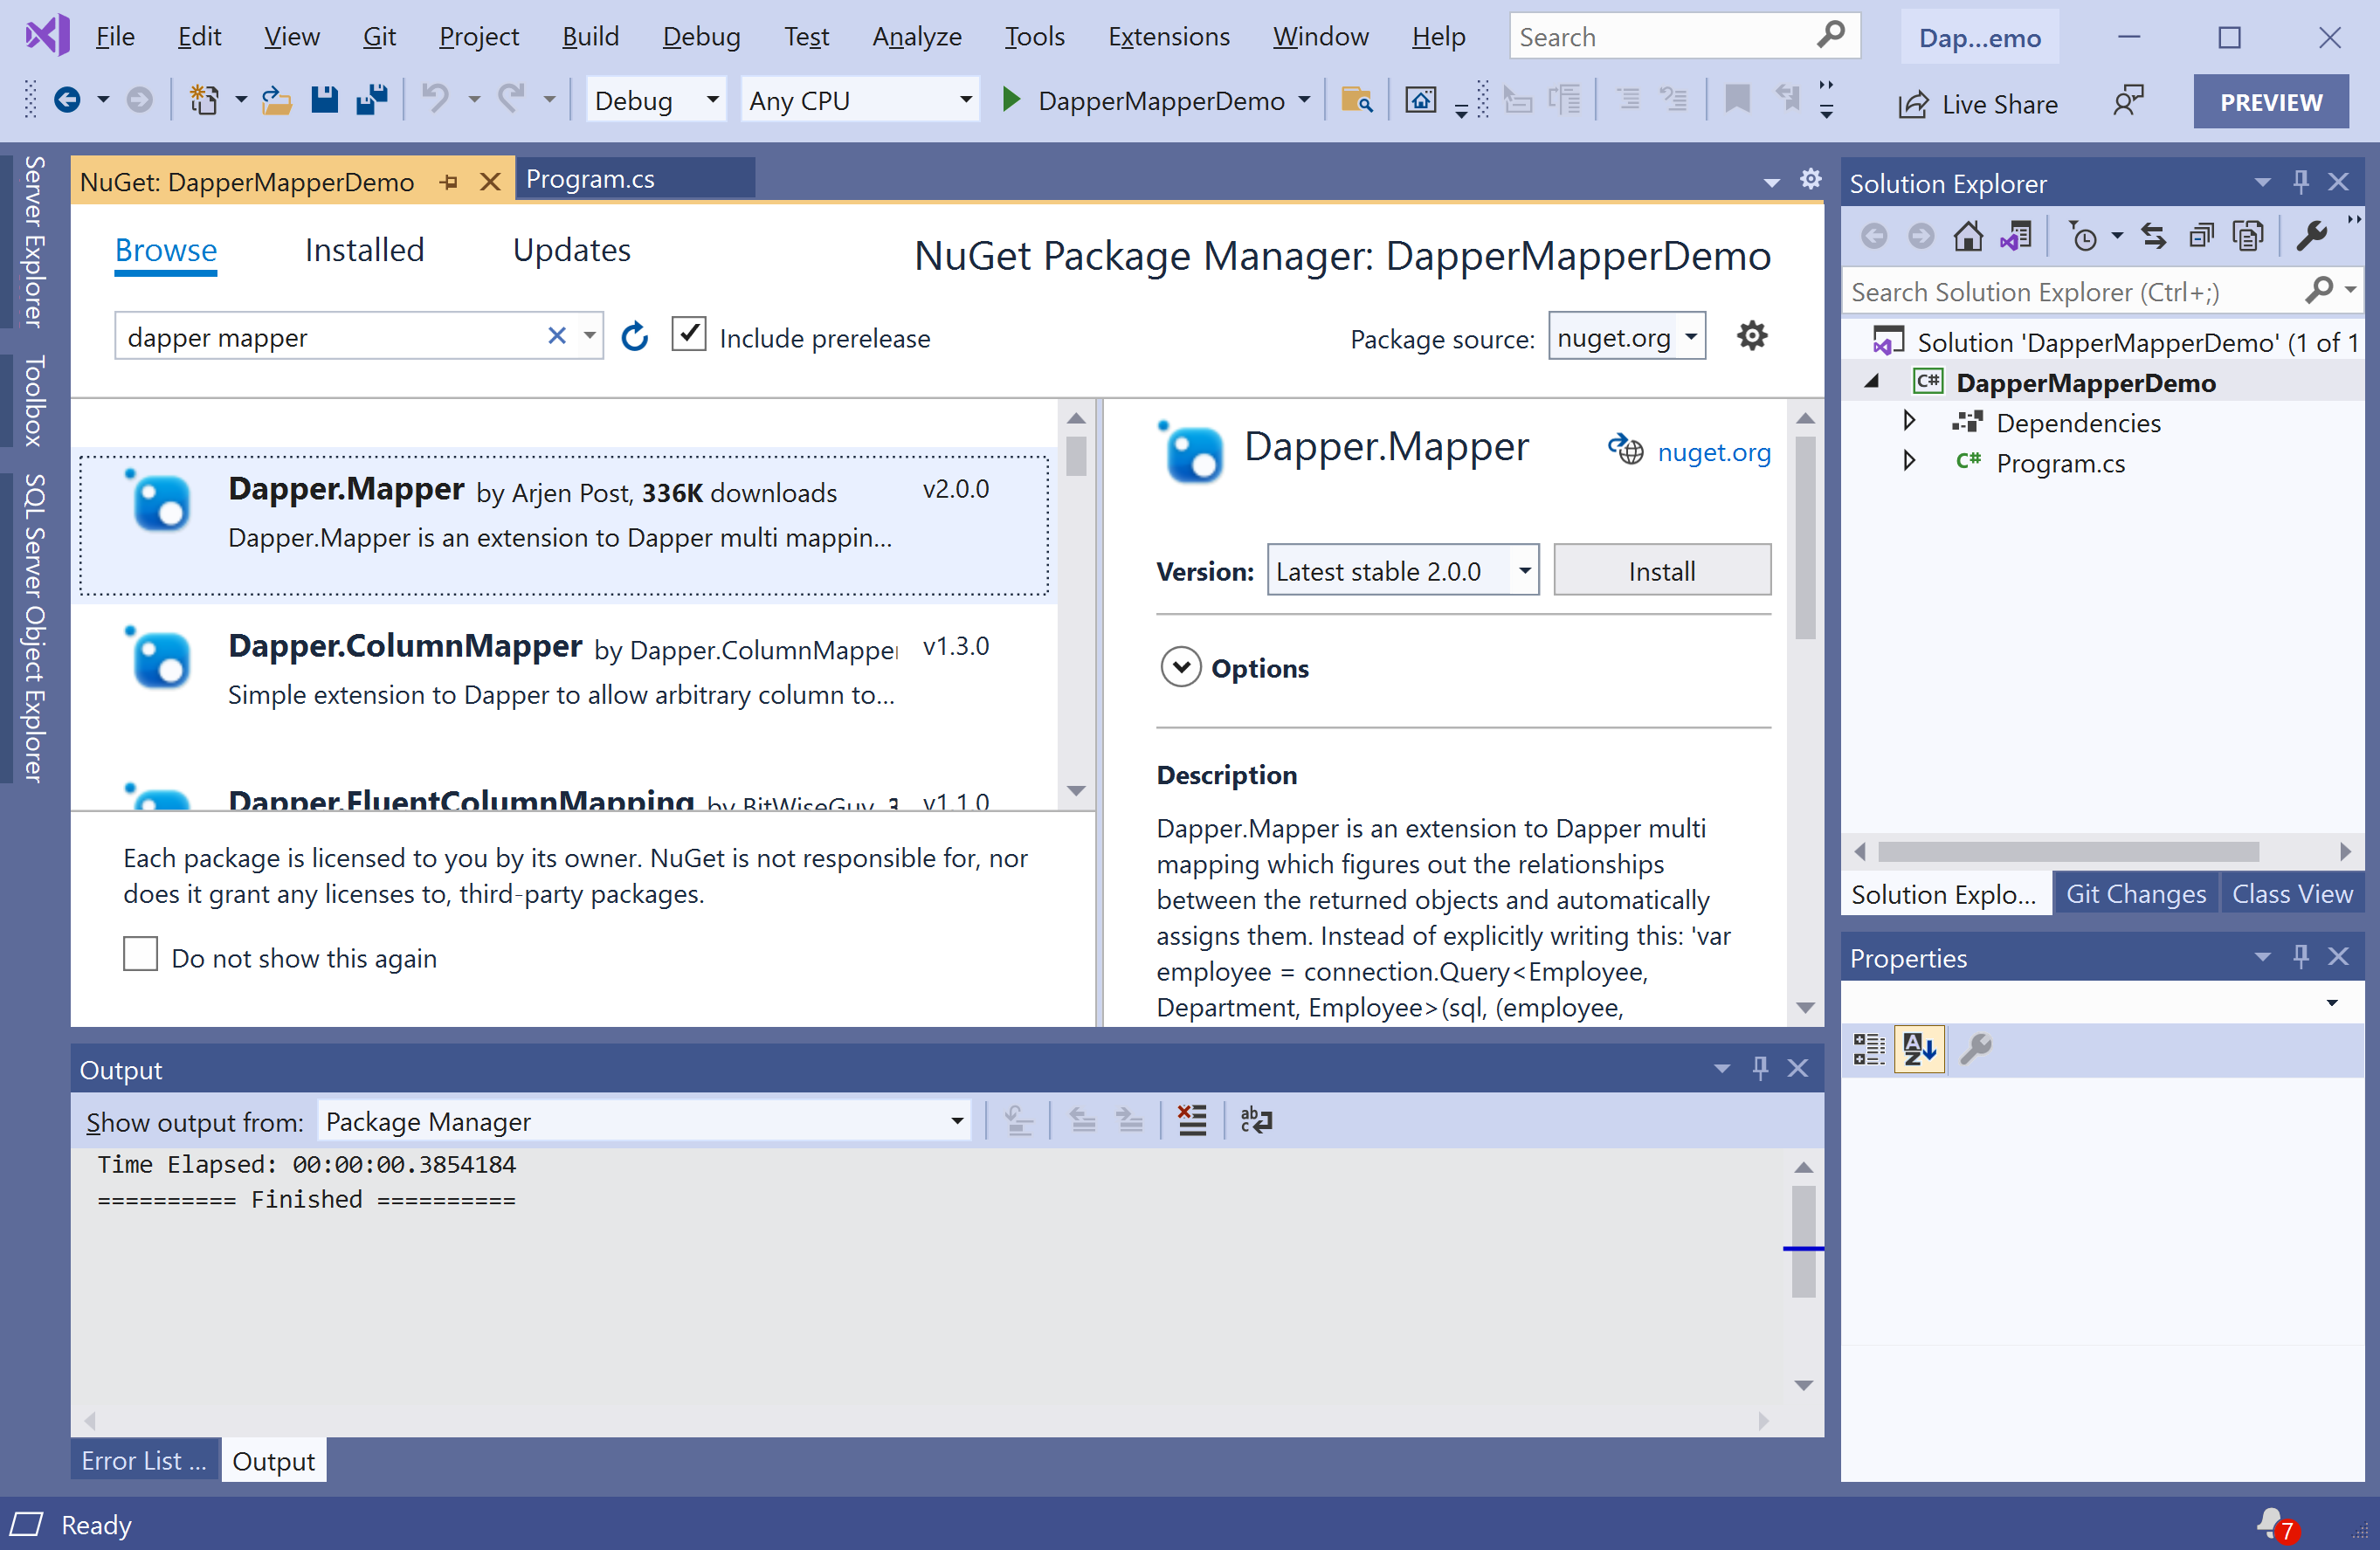 File Edit View Git Project Build Debug Test Analyze Tools Extensions Window Help Search Dap...emo
Debug Any CPU DapperMapperDemo Live Share PREVIEW
Server Explorer
Toolbox
SQL Server Object Explorer
NuGet: DapperMapperDemo Program.cs
Browse Installed Updates NuGet Package Manager: DapperMapperDemo
dapper mapper Include prerelease Package source: nuget.org
Dapper.Mapper by Arjen Post, 336K downloads v2.0.0
Dapper.Mapper is an extension to Dapper multi mappin...
Dapper.ColumnMapper by Dapper.ColumnMapper v1.3.0
Simple extension to Dapper to allow arbitrary column to...
Dapper.FluentColumnMapping by BitWiseGuy, 3 v1.1.0
Each package is licensed to you by its owner. NuGet is not responsible for, nor
does it grant any licenses to, third-party packages.
Do not show this again
Dapper.Mapper nuget.org
Version: Latest stable 2.0.0 Install
Options
Description
Dapper.Mapper is an extension to Dapper multi
mapping which figures out the relationships
between the returned objects and automatically
assigns them. Instead of explicitly writing this: 'var
employee = connection.Query<Employee,
Department, Employee>(sql, (employee,
Output
Show output from: Package Manager
Time Elapsed: 00:00:00.3854184
========== Finished ==========
Error List ... Output
Solution Explorer
Search Solution Explorer (Ctrl+;)
Solution 'DapperMapperDemo' (1 of 1
C# DapperMapperDemo
Dependencies
C# Program.cs
Solution Explo... Git Changes Class View
Properties
Ready 7